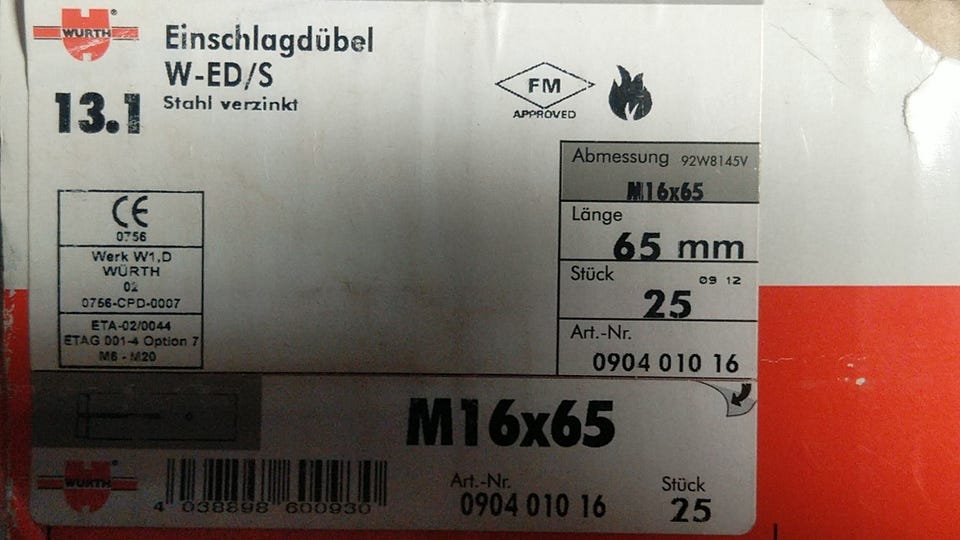 WÜRTH
Einschlagdübel
W-ED/S
Stahl verzinkt
13.1
FM
APPROVED
Abmessung 92W8145V
M16x65
Länge
65 mm
Stück 09 12
25
Art.-Nr.
0904 010 16
CE
0756
Werk W1,D
WÜRTH
02
0756-CPD-0007
ETA-02/0044
ETAG 001-4 Option 7
M6 - M20
M16x65
WÜRTH
4 038898 600930
Art.-Nr.
0904 010 16
Stück
25